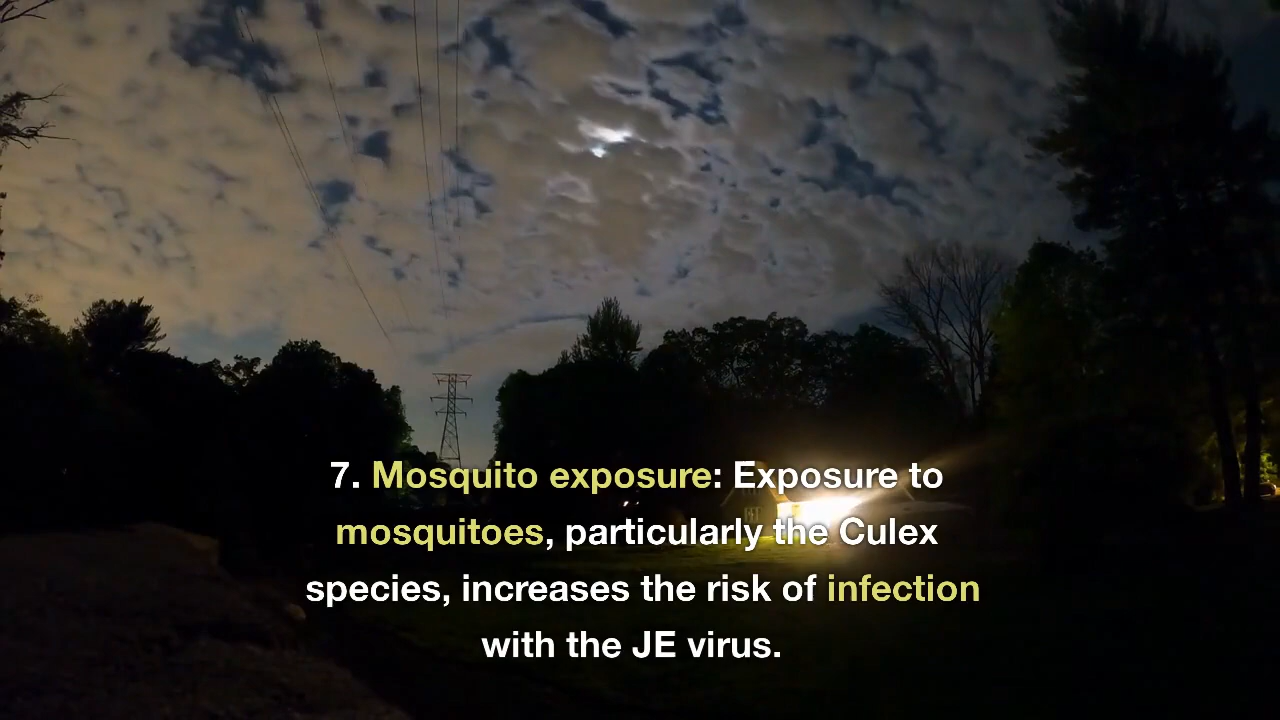 7. Mosquito exposure: Exposure to
mosquitoes, particularly the Culex
species, increases the risk of infection
with the JE virus.